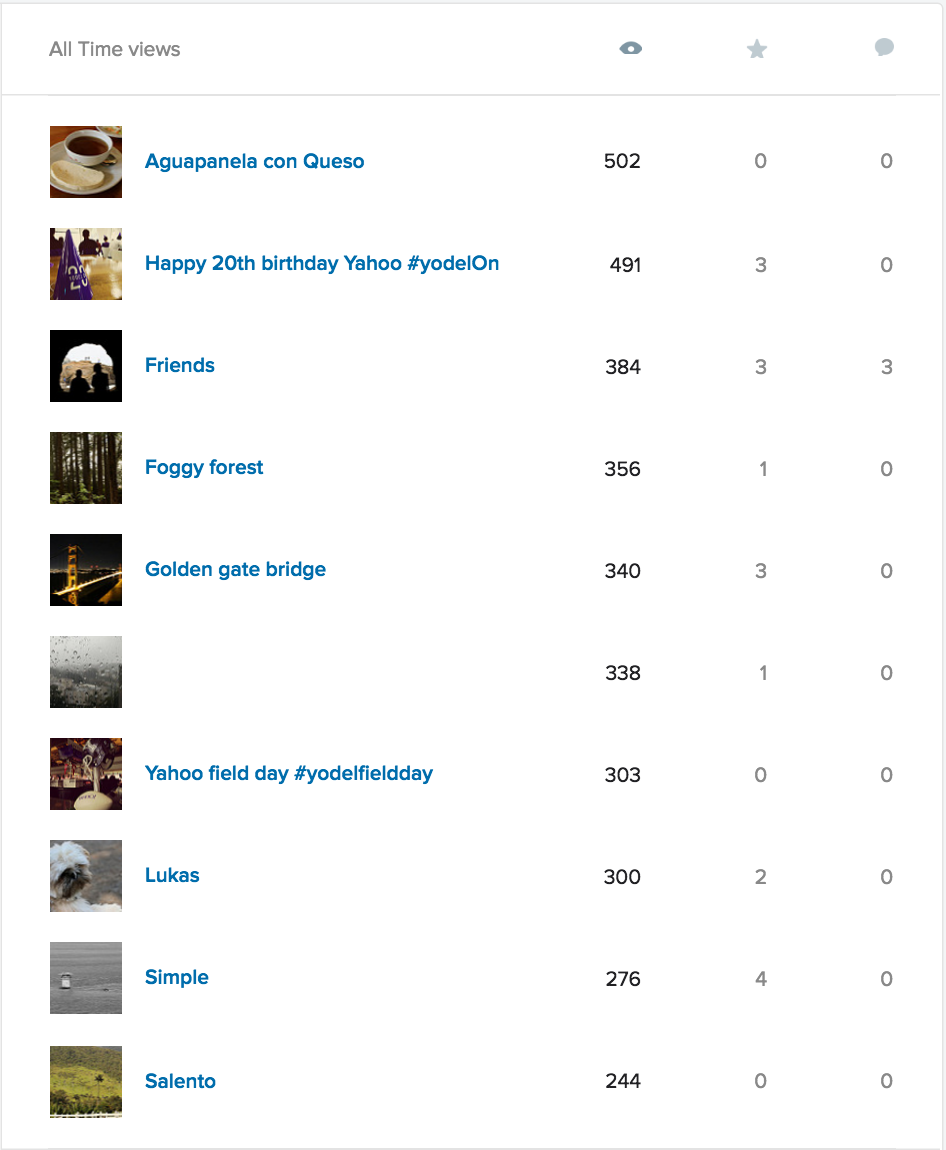 All Time views
Aguapanela con Queso 502 0 0
Happy 20th birthday Yahoo #yodelOn 491 3 0
Friends 384 3 3
Foggy forest 356 1 0
Golden gate bridge 340 3 0
338 1 0
Yahoo field day #yodelfieldday 303 0 0
Lukas 300 2 0
Simple 276 4 0
Salento 244 0 0